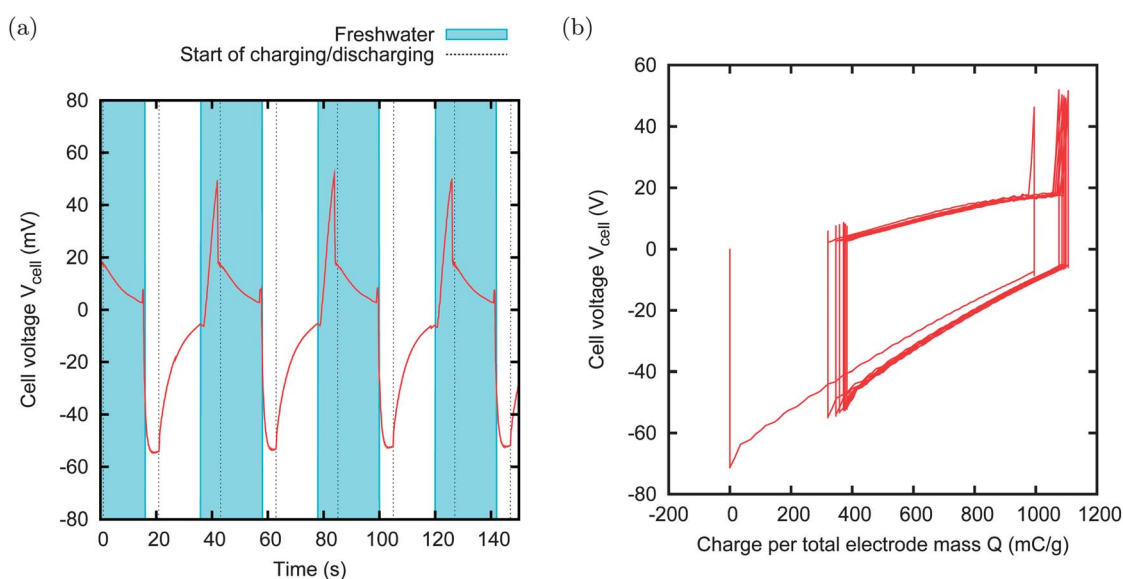 (a)
Freshwater
Start of charging/discharging
Cell voltage Vcell (mV)
80
60
40
20
0
-20
-40
-60
-80
0 20 40 60 80 100 120 140
Time (s)
(b)
Cell voltage Vcell (V)
60
40
20
0
-20
-40
-60
-80
-200 0 200 400 600 800 1000 1200
Charge per total electrode mass Q (mC/g)